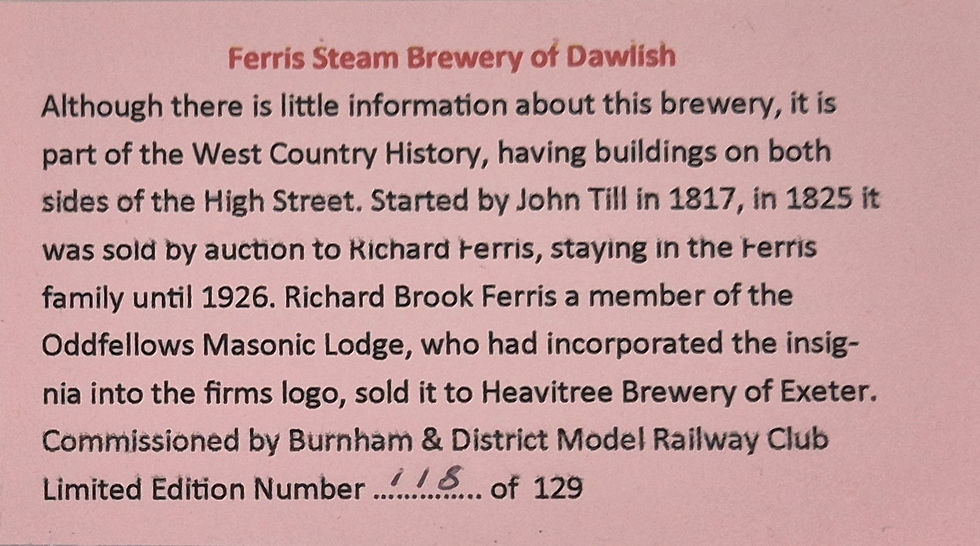 Ferris Steam Brewery of Dawlish
Although there is little information about this brewery, it is
part of the West Country History, having buildings on both
sides of the High Street. Started by John Till in 1817, in 1825 it
was sold by auction to Richard Ferris, staying in the Ferris
family until 1926. Richard Brook Ferris a member of the
Oddfellows Masonic Lodge, who had incorporated the insig-
nia into the firms logo, sold it to Heavitree Brewery of Exeter.
Commissioned by Burnham & District Model Railway Club
Limited Edition Number ...118... of 129